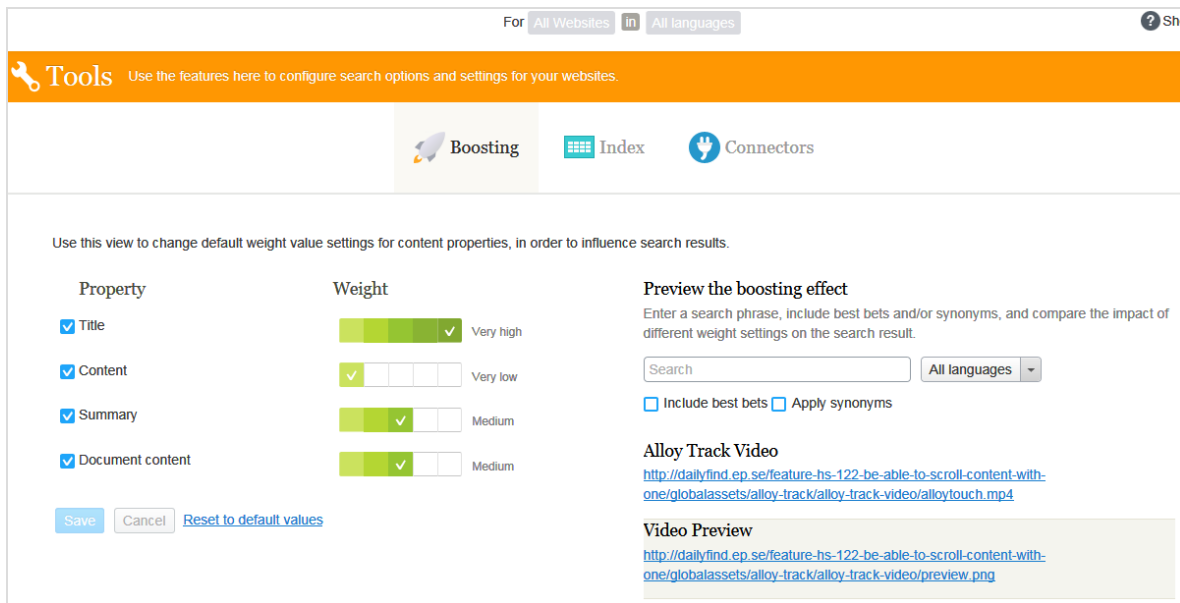 For All Websites in All languages
? Sh
Tools Use the features here to configure search options and settings for your websites.
Boosting Index Connectors
Use this view to change default weight value settings for content properties, in order to influence search results.
Property Weight
Title Very high
Content Very low
Summary Medium
Document content Medium
Save Cancel Reset to default values
Preview the boosting effect
Enter a search phrase, include best bets and/or synonyms, and compare the impact of
different weight settings on the search result.
Search All languages
Include best bets Apply synonyms
Alloy Track Video
http://dailyfind.ep.se/feature-hs-122-be-able-to-scroll-content-with-
one/globalassets/alloy-track/alloy-track-video/alloytouch.mp4
Video Preview
http://dailyfind.ep.se/feature-hs-122-be-able-to-scroll-content-with-
one/globalassets/alloy-track/alloy-track-video/preview.png